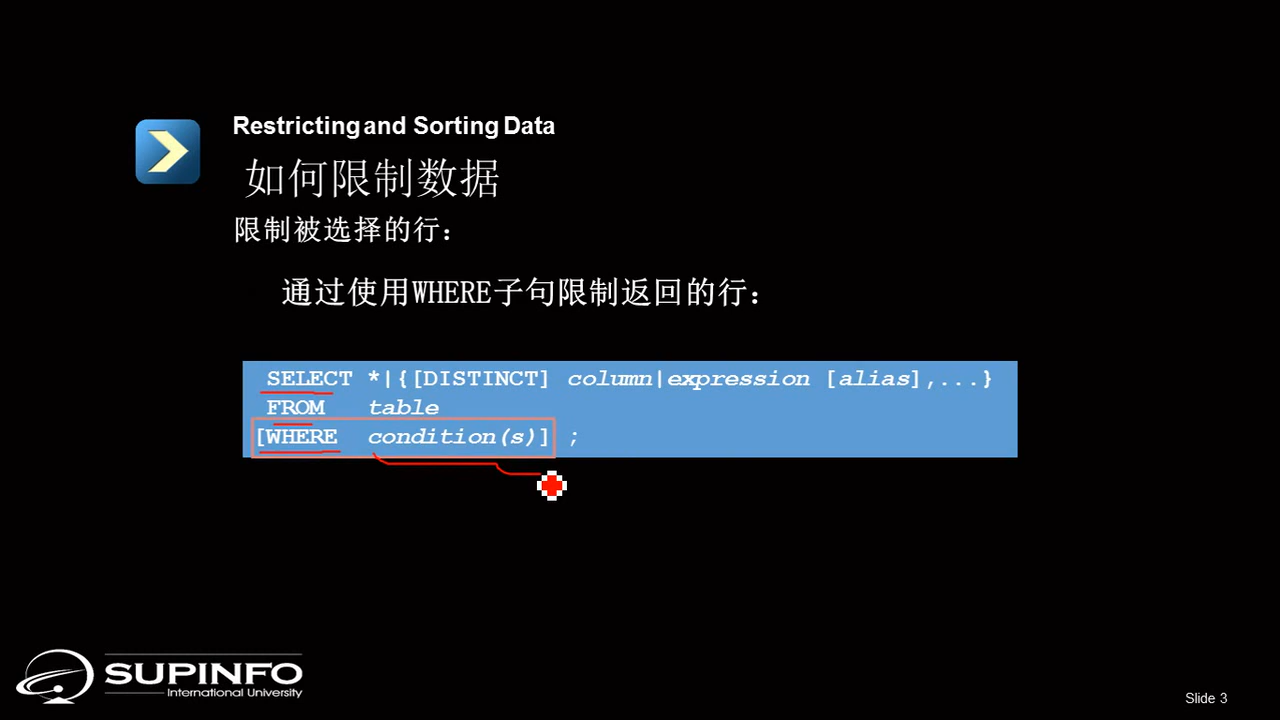 Restricting and Sorting Data
如何限制数据
限制被选择的行：
通过使用WHERE子句限制返回的行：
SELECT *|{[DISTINCT] column|expression [alias],...}
FROM table
[WHERE condition(s)] ;
SUPINFO
International University
Slide 3